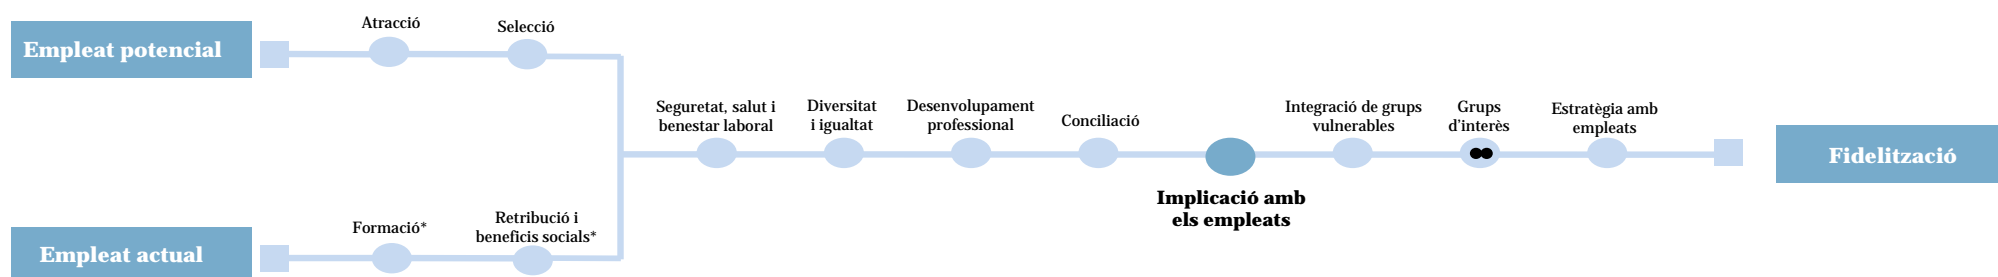 Empleat potencial
Atracció
Selecció
Empleat actual
Formació*
Retribució i
beneficis socials*
Seguretat, salut i
benestar laboral
Diversitat
i igualtat
Desenvolupament
professional
Conciliació
Implicació amb
els empleats
Integració de grups
vulnerables
Grups
d'interès
Estratègia amb
empleats
Fidelització